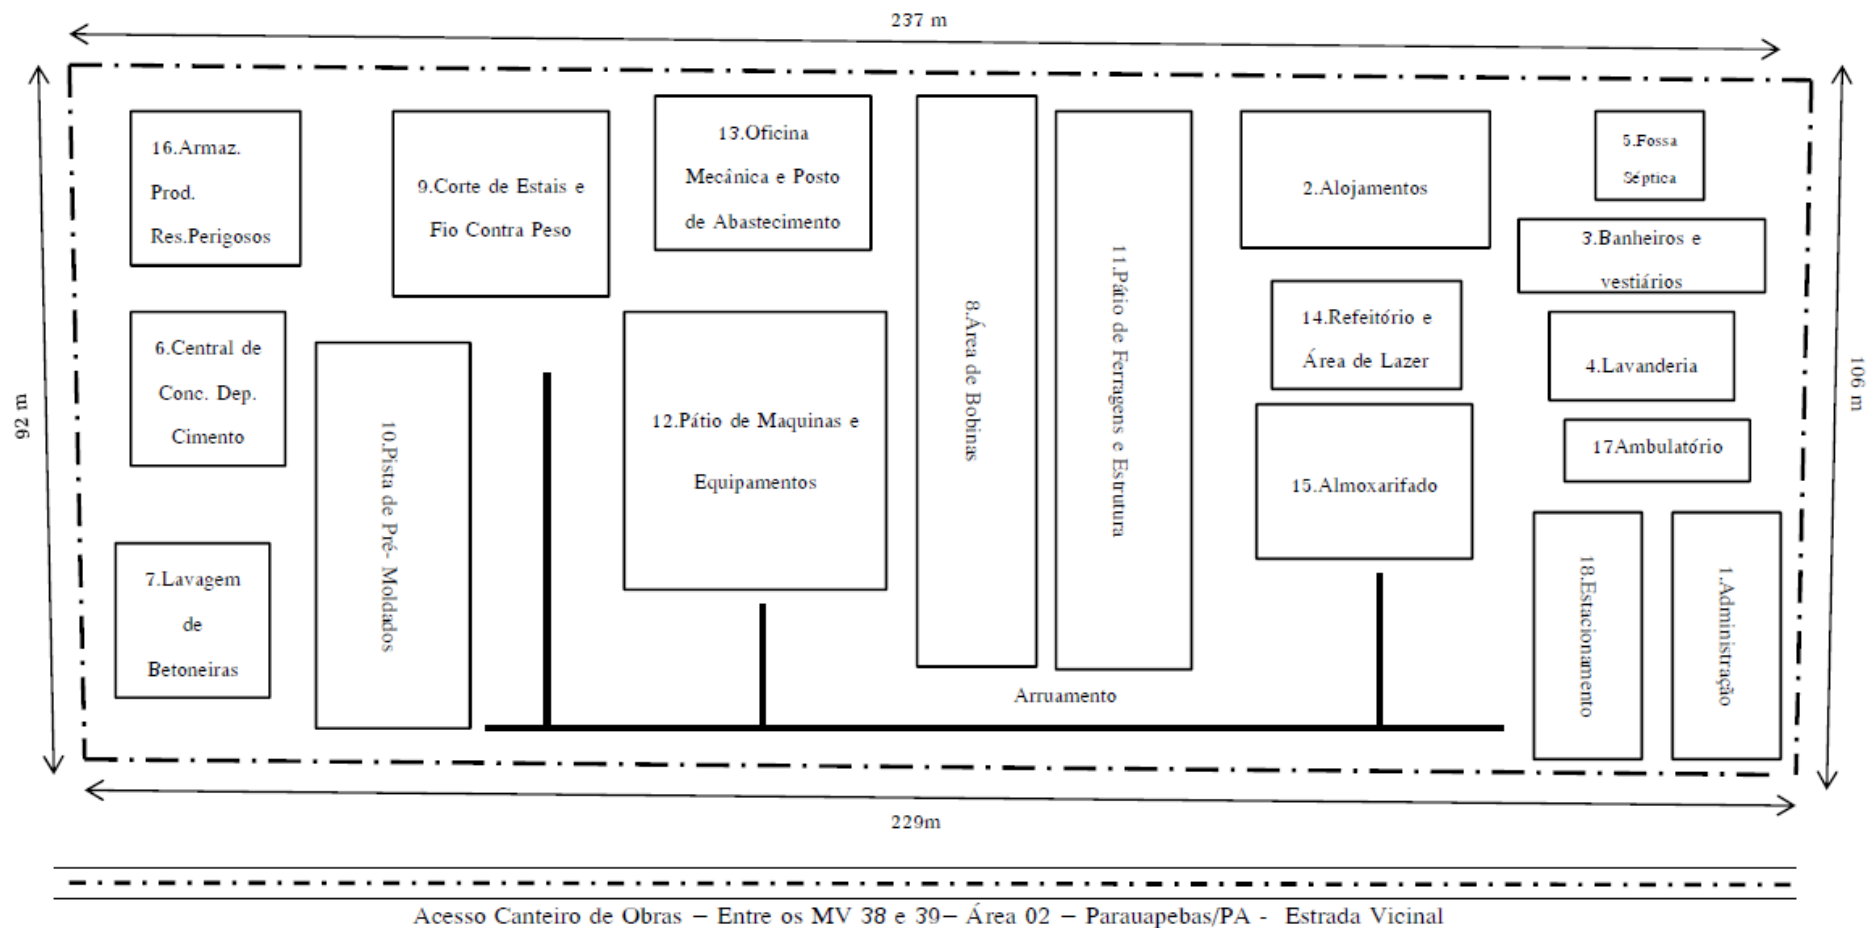 237 m
92 m
106 m
16.Armaz.
Prod.
Res.Perigosos
9.Corte de Estais e
Fio Contra Peso
13.Oficina
Mecânica e Posto
de Abastecimento
8.Área de Bobinas
11.Pátio de Ferragens e Estrutura
2.Alojamentos
5.Fossa
Séptica
3.Banheiros e
vestiários
14.Refeitório e
Área de Lazer
4.Lavanderia
6.Central de
Conc. Dep.
Cimento
10.Pista de Pré- Moldados
12.Pátio de Maquinas e
Equipamentos
15.Almoxarifado
17Ambulatório
7.Lavagem
de
Betoneiras
18.Estacionamento
1.Administração
Arruamento
229m
Acesso Canteiro de Obras – Entre os MV 38 e 39– Área 02 – Parauapebas/PA - Estrada Vicinal